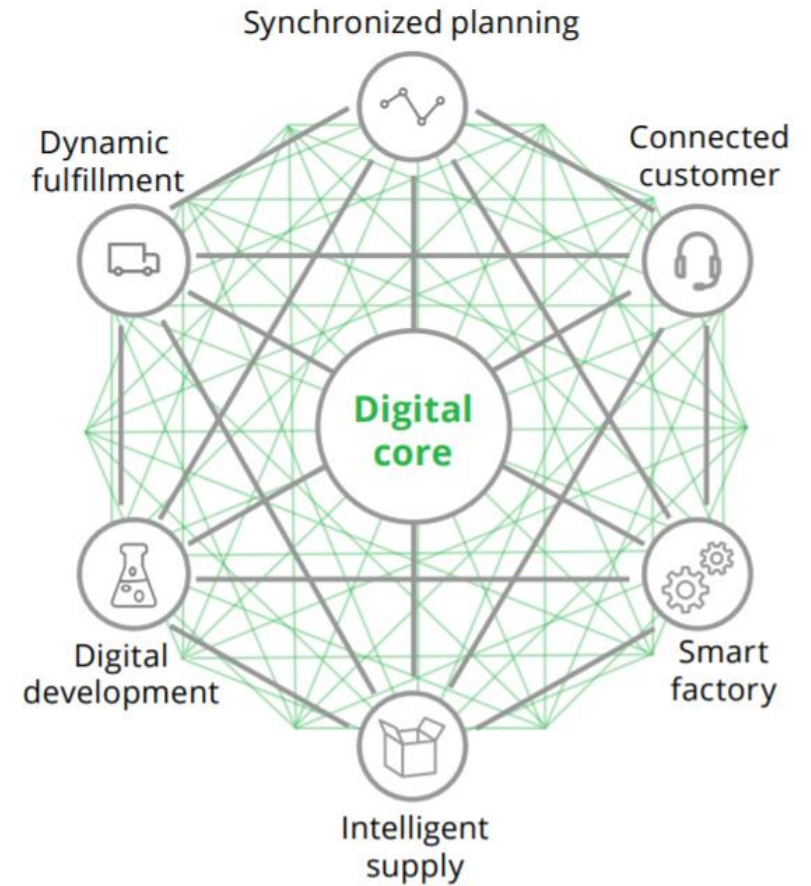 Synchronized planning
Dynamic
fulfillment
Connected
customer
Digital
core
Digital
development
Smart
factory
Intelligent
supply